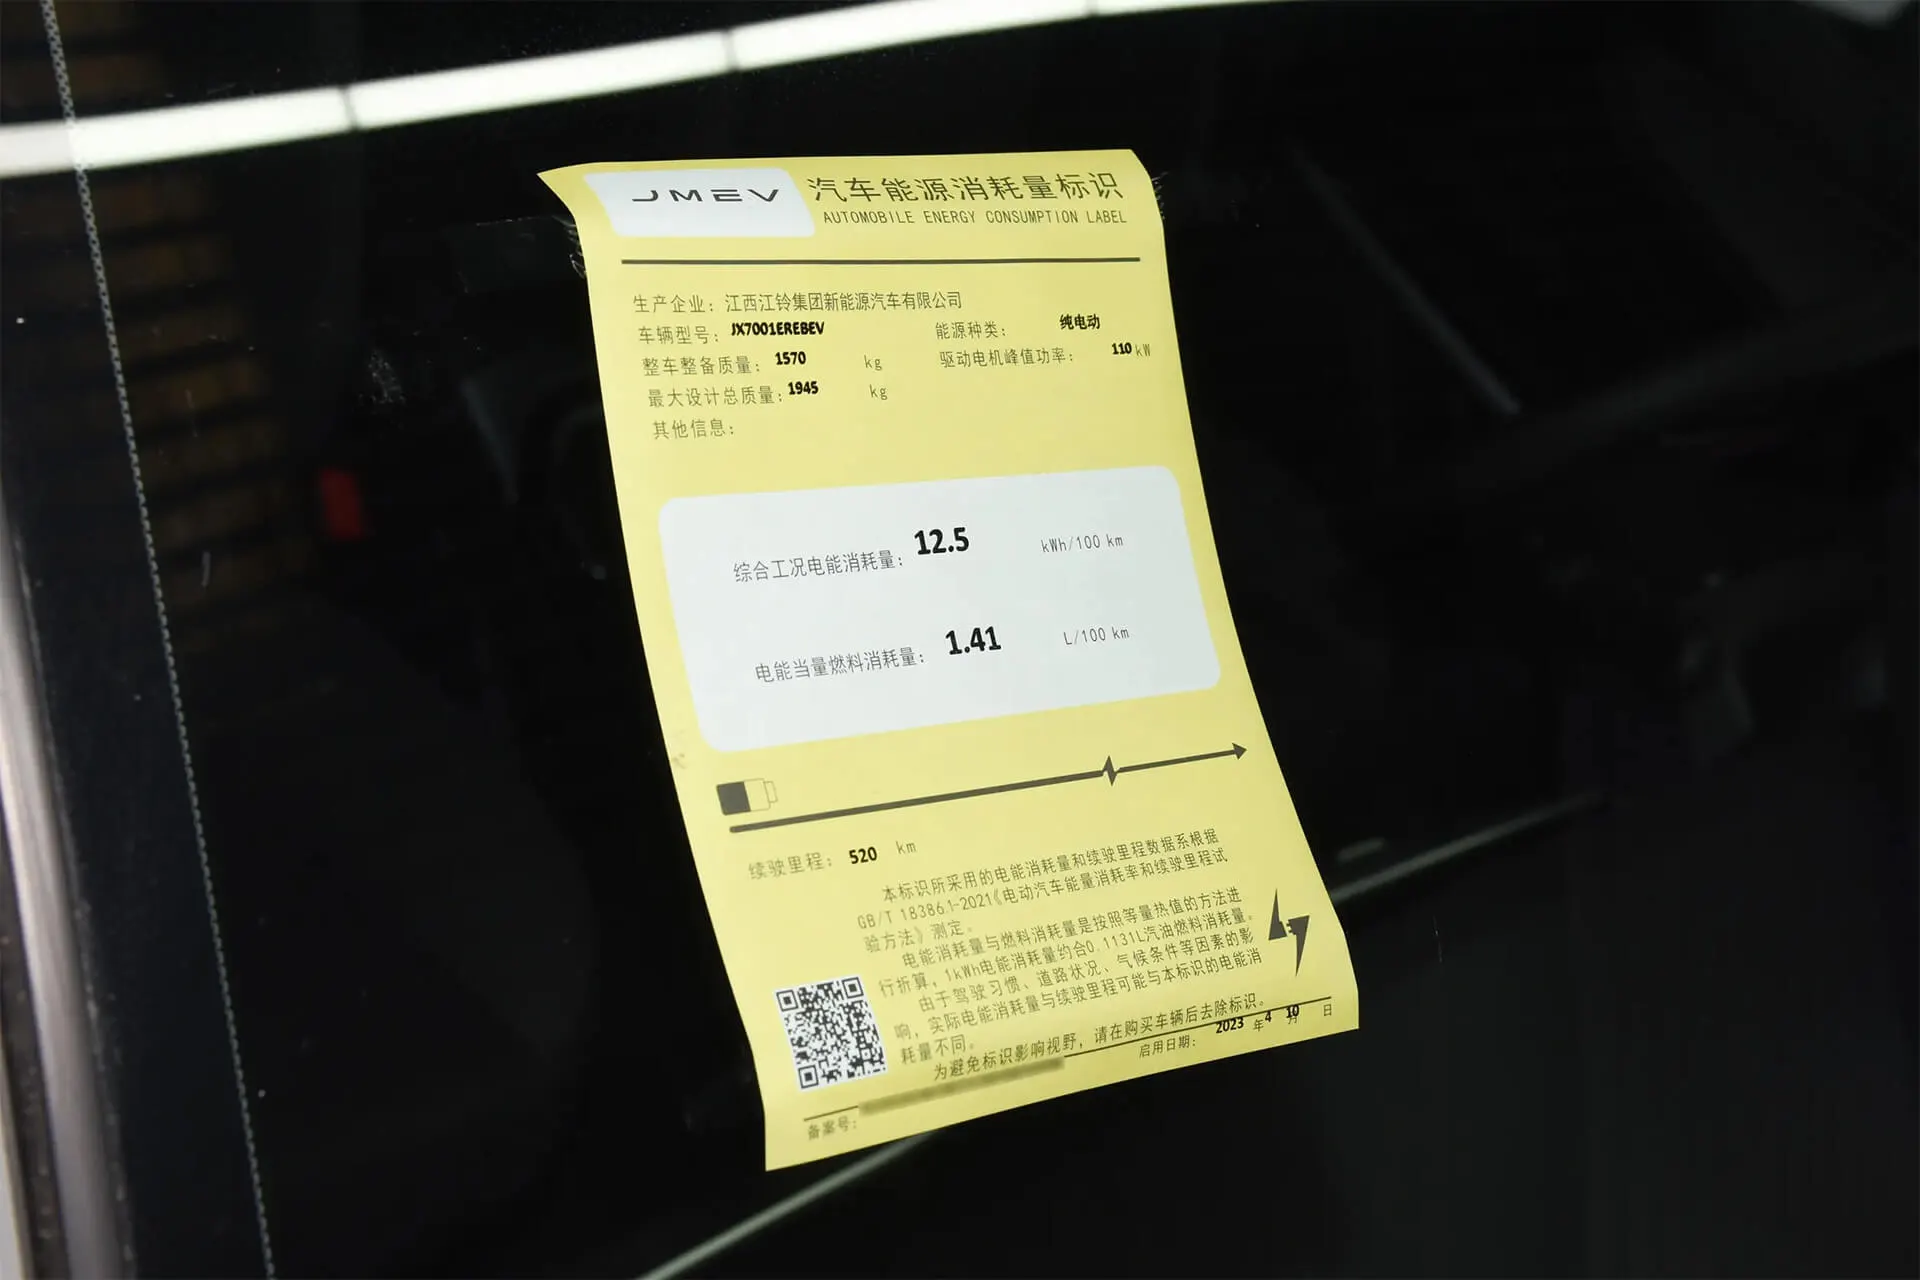 JMEV 汽车能源消耗量标识
AUTOMOBILE ENERGY CONSUMPTION LABEL
生产企业：江西江铃集团新能源汽车有限公司
车辆型号：JX7001EREBEV 能源种类：纯电动
整车整备质量：1570 kg 驱动电机峰值功率：110 kW
最大设计总质量：1945 kg
其他信息：
综合工况电能消耗量：12.5 kWh/100 km
电能当量燃料消耗量：1.41 L/100 km
续驶里程：520 km
本标识所采用的电能消耗量和续驶里程数据系根据
GB/T 18386.1-2021《电动汽车能量消耗率和续驶里程试
验方法》测定。
电能消耗量与燃料消耗量是按照等量热值的方法进
行折算，1kWh电能消耗量约合0.1131L汽油燃料消耗量。
由于驾驶习惯、道路状况、气候条件等因素的影
响，实际电能消耗量与续驶里程可能与本标识的电能消
耗量不同。
为避免标识影响视野，请在购买车辆后去除标识。
备案号： 启用日期： 2023 年 4 月 10 日